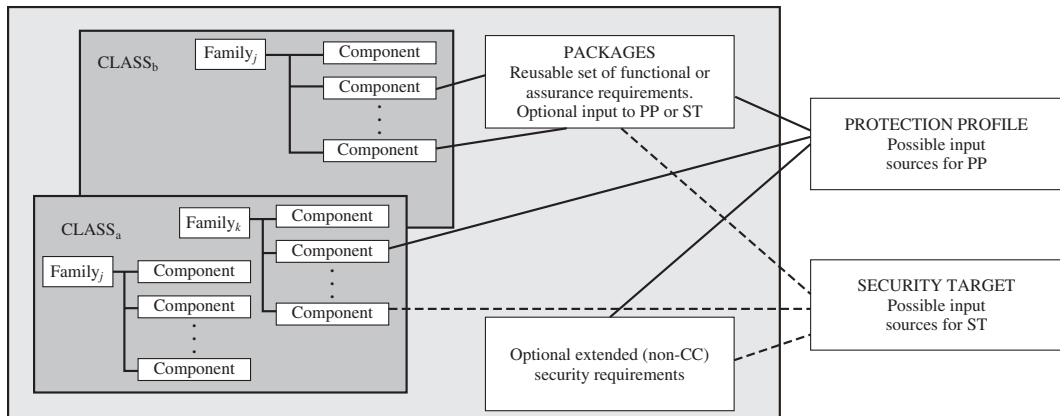 CLASSb
Familyj
Component
Component
Component
CLASSa
Familyk
Component
Component
Component
Familyj
Component
Component
Component
PACKAGES
Reusable set of functional or
assurance requirements.
Optional input to PP or ST
Optional extended (non-CC)
security requirements
PROTECTION PROFILE
Possible input
sources for PP
SECURITY TARGET
Possible input
sources for ST